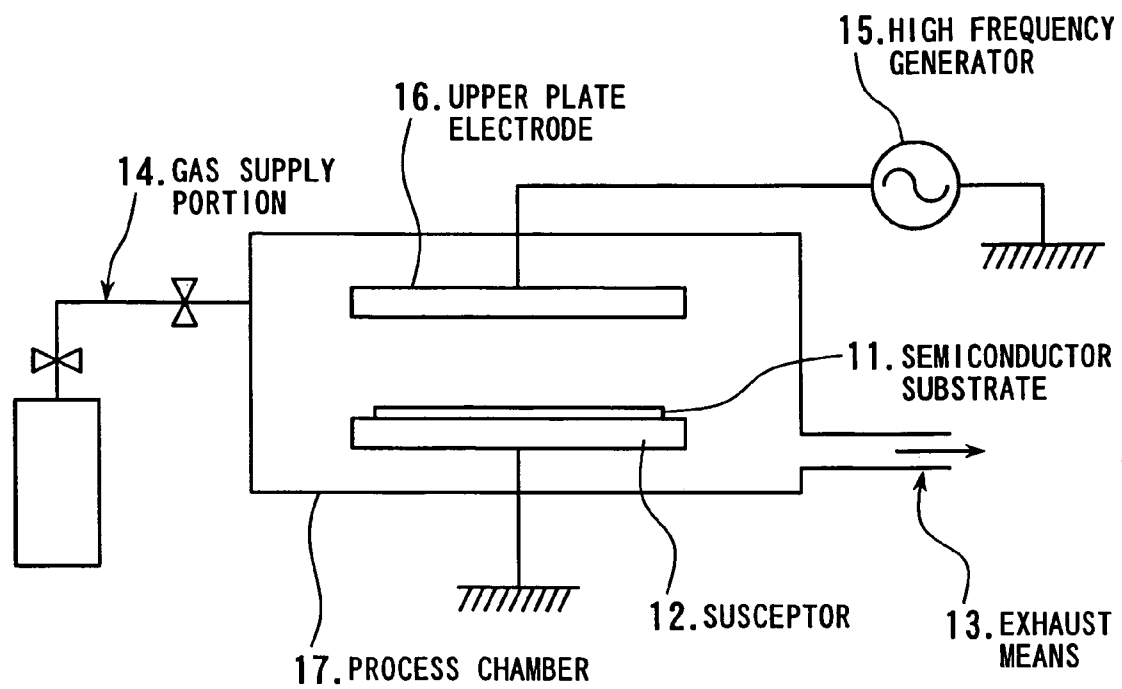 15. HIGH FREQUENCY
GENERATOR
16. UPPER PLATE
ELECTRODE
14. GAS SUPPLY
PORTION
11. SEMICONDUCTOR
SUBSTRATE
12. SUSCEPTOR
13. EXHAUST
MEANS
17. PROCESS CHAMBER